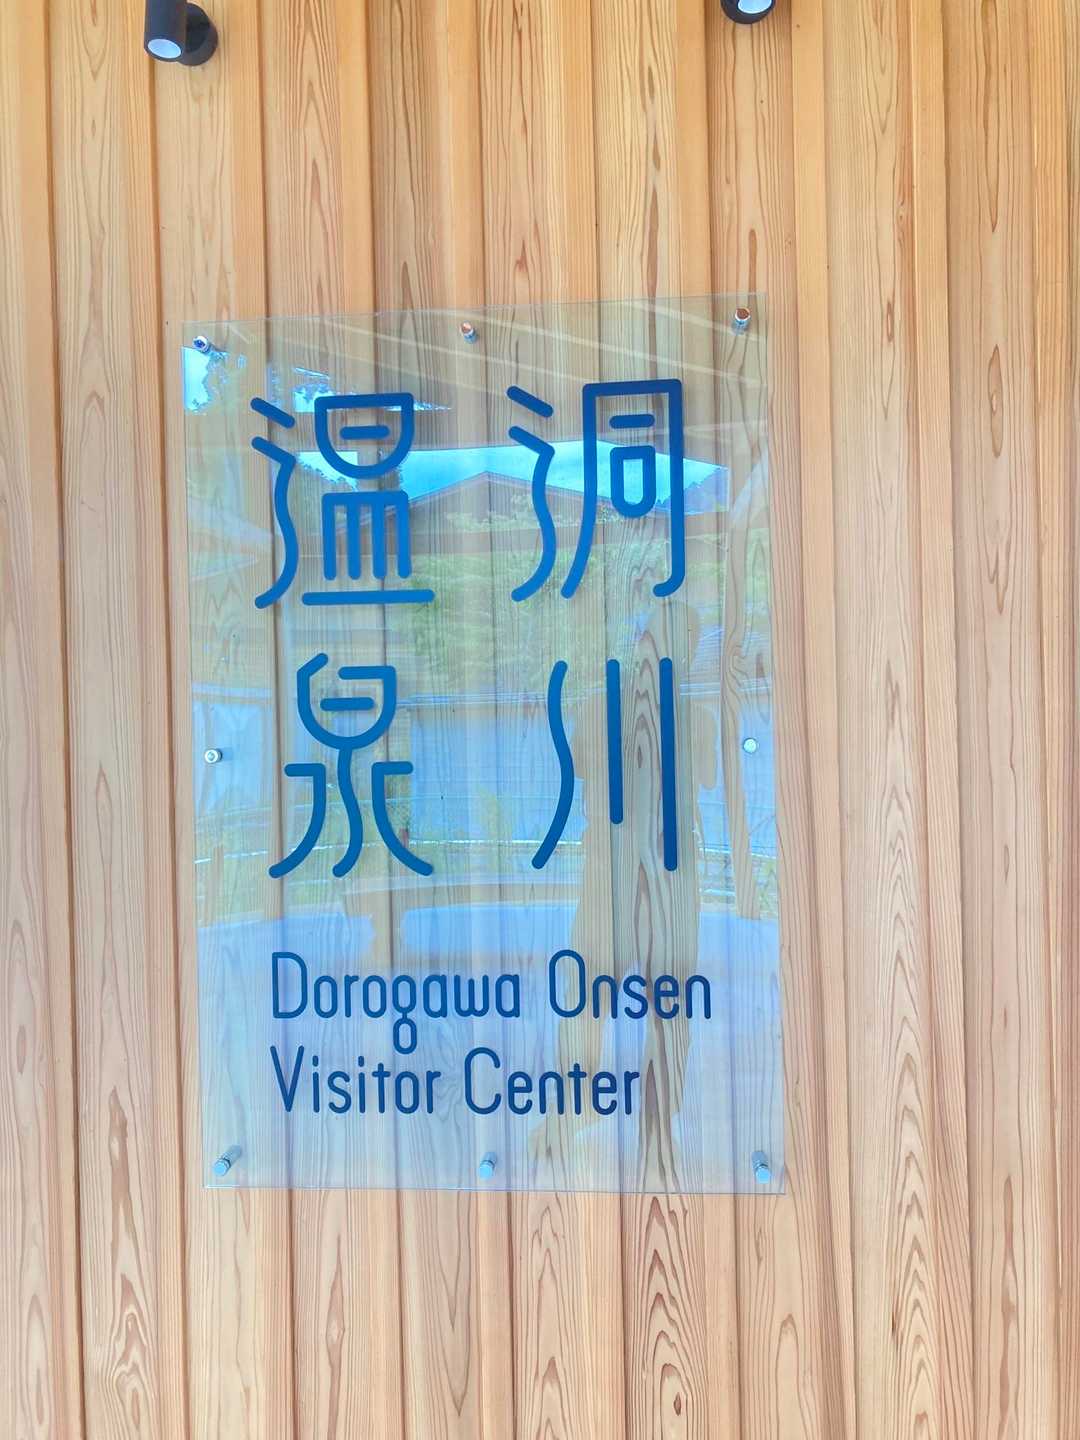 洞川
温泉
Dorogawa Onsen
Visitor Center